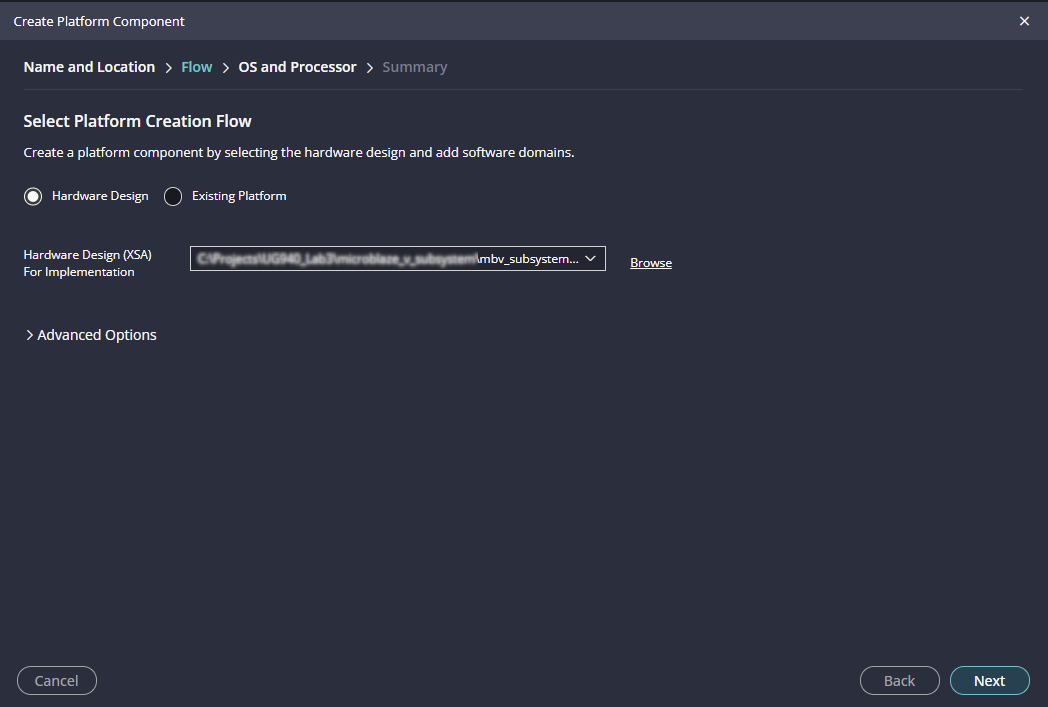 Create Platform Component
Name and Location > Flow > OS and Processor > Summary
Select Platform Creation Flow
Create a platform component by selecting the hardware design and add software domains.
Hardware Design Existing Platform
Hardware Design (XSA)
For Implementation
\mbv_subsystem...
Browse
> Advanced Options
Cancel Back Next